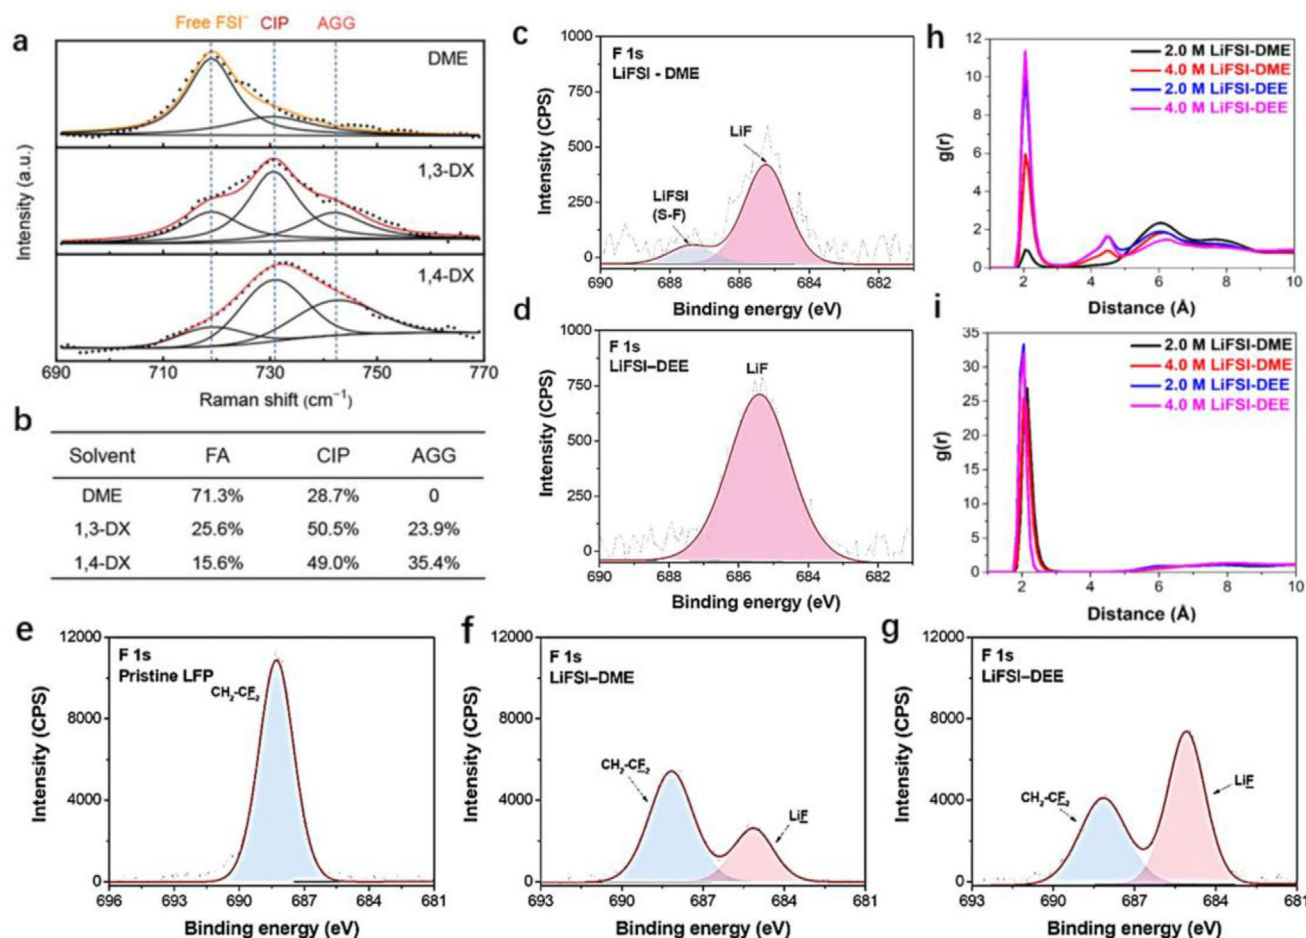 a
Free FSI⁻ CIP AGG
DME
1,3-DX
1,4-DX
Intensity (a.u.)
690 710 730 750 770
Raman shift (cm⁻¹)
b
Solvent FA CIP AGG
DME 71.3% 28.7% 0
1,3-DX 25.6% 50.5% 23.9%
1,4-DX 15.6% 49.0% 35.4%
c
F 1s
LiFSI - DME
LiF
LiFSI
(S-F)
Intensity (CPS)
1000
750
500
250
0
690 688 686 684 682
Binding energy (eV)
d
F 1s
LiFSI–DEE
LiF
Intensity (CPS)
1000
750
500
250
0
690 688 686 684 682
Binding energy (eV)
h
2.0 M LiFSI-DME
4.0 M LiFSI-DME
2.0 M LiFSI-DEE
4.0 M LiFSI-DEE
g(r)
12
10
8
6
4
2
0
2 4 6 8 10
Distance (Å)
i
2.0 M LiFSI-DME
4.0 M LiFSI-DME
2.0 M LiFSI-DEE
4.0 M LiFSI-DEE
g(r)
35
30
25
20
15
10
5
0
2 4 6 8 10
Distance (Å)
e
F 1s
Pristine LFP
CH₂-CF₂
Intensity (CPS)
12000
8000
4000
0
696 693 690 687 684 681
Binding energy (eV)
f
F 1s
LiFSI–DME
CH₂-CF₂
LiF
Intensity (CPS)
12000
8000
4000
0
693 690 687 684 681
Binding energy (eV)
g
F 1s
LiFSI–DEE
CH₂-CF₂
LiF
Intensity (CPS)
12000
8000
4000
0
693 690 687 684 681
Binding energy (eV)